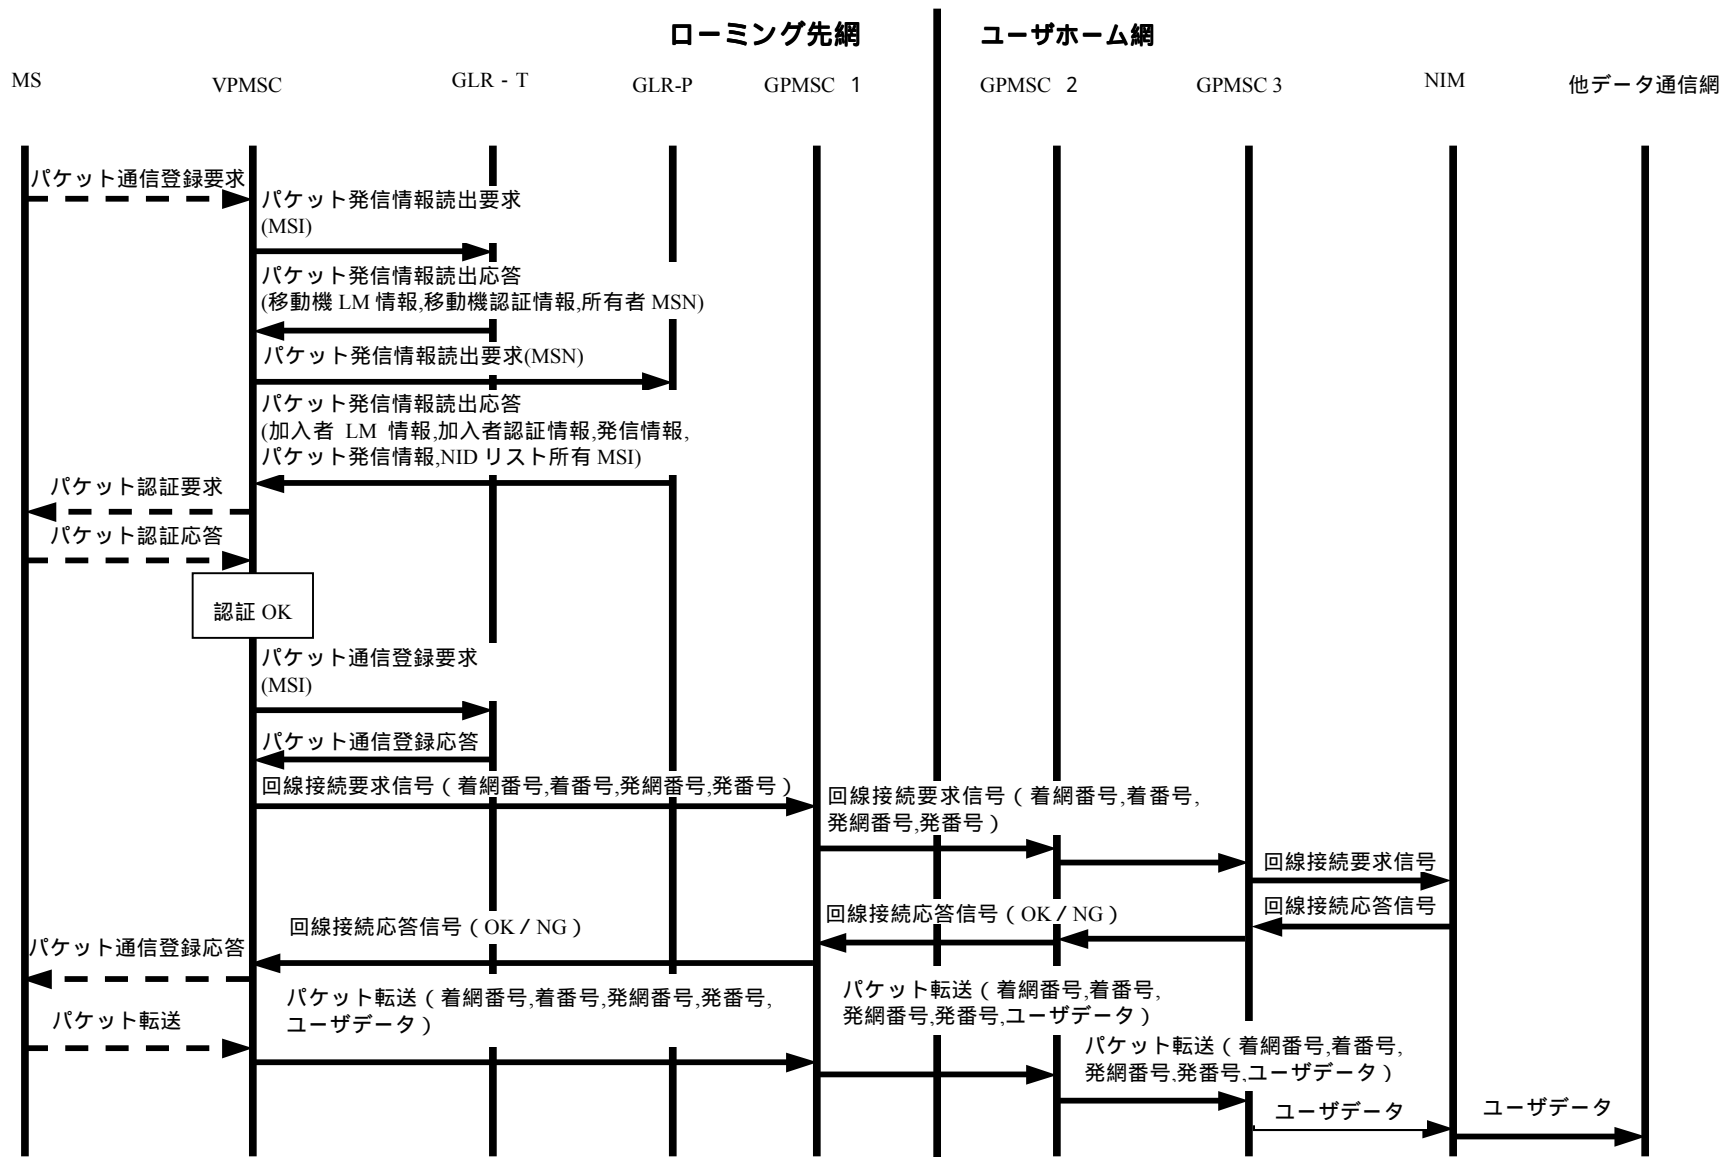 ローミング先網
ユーザホーム網
MS
VPMSC
GLR - T
GLR-P
GPMSC 1
GPMSC 2
GPMSC 3
NIM
他データ通信網
パケット通信登録要求
パケット発信情報読出要求
(MSI)
パケット発信情報読出応答
(移動機 LM 情報,移動機認証情報,所有者 MSN)
パケット発信情報読出要求(MSN)
パケット発信情報読出応答
(加入者 LM 情報,加入者認証情報,発信情報,
パケット発信情報,NID リスト所有 MSI)
パケット認証要求
パケット認証応答
認証 OK
パケット通信登録要求
(MSI)
パケット通信登録応答
回線接続要求信号(着網番号,着番号,発網番号,発番号)
回線接続要求信号(着網番号,着番号,
発網番号,発番号)
回線接続要求信号
回線接続応答信号
回線接続応答信号(OK/NG)
回線接続応答信号(OK/NG)
パケット通信登録応答
パケット転送(着網番号,着番号,発網番号,発番号,
ユーザデータ)
パケット転送(着網番号,着番号,
発網番号,発番号,ユーザデータ)
パケット転送
パケット転送(着網番号,着番号,
発網番号,発番号,ユーザデータ)
ユーザデータ
ユーザデータ